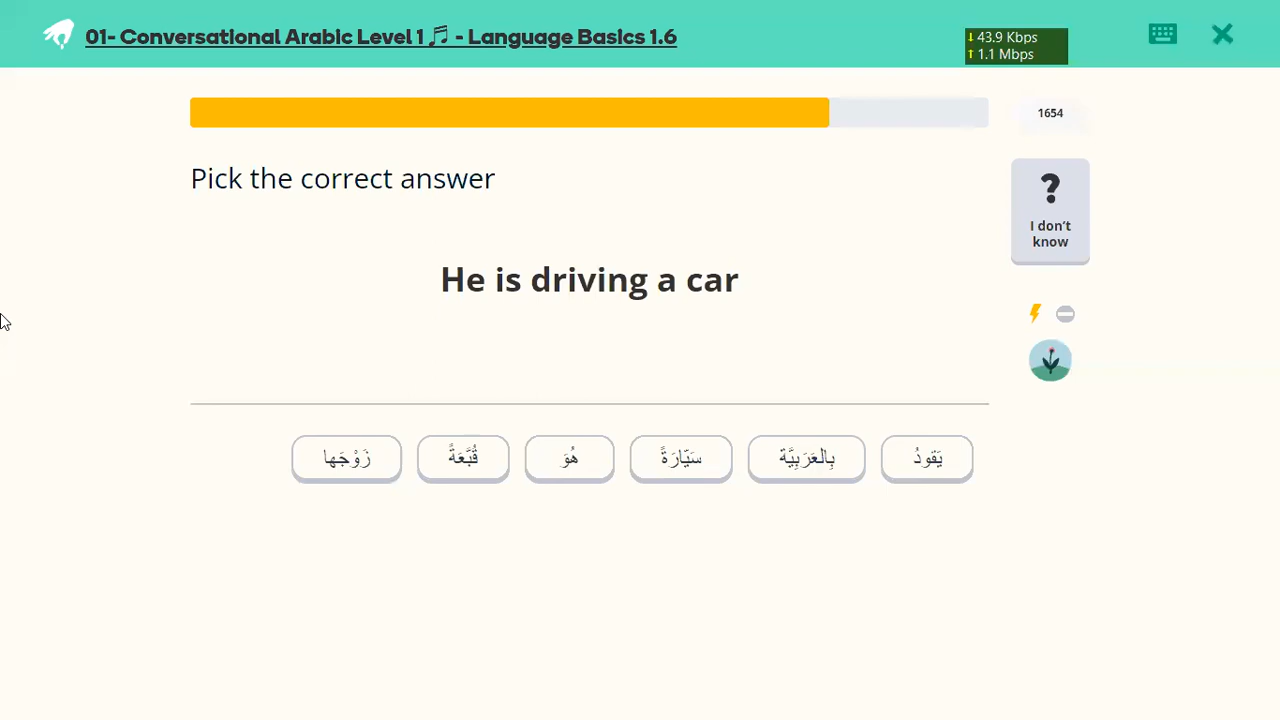 01- Conversational Arabic Level 1 🎵 - Language Basics 1.6
↓ 43.9 Kbps
↑ 1.1 Mbps
1654
Pick the correct answer
?
I don't
know
He is driving a car
زَوْجَها
قُبَّعَةً
هُوَ
سَيّارَةً
بِالعَرَبِيَّة
يَقودُ